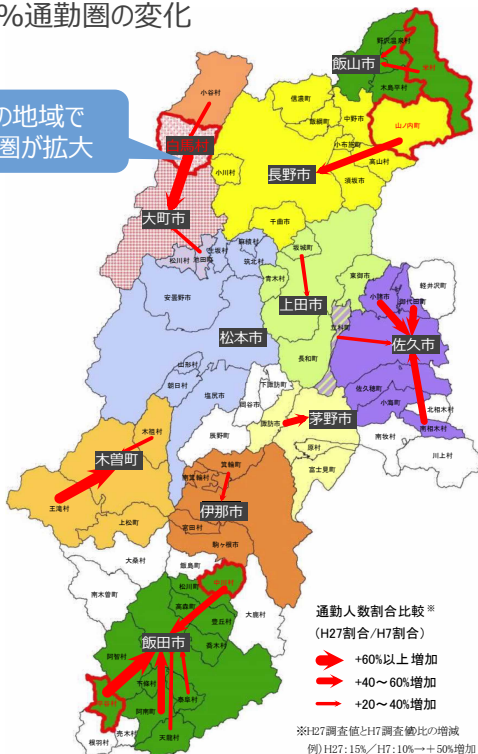 %通勤圏の変化
の地域で
圏が拡大
野沢温泉村
飯山市
栄村
木島平村
小谷村
白馬村
信濃町
飯綱町
中野市
山ノ内町
小布施町
高山村
小川村
長野市
須坂市
大町市
千曲市
生坂村
麻績村
松川村
池田町
筑北村
坂城町
青木村
東御市
軽井沢町
上田市
小諸市
御代田町
安曇野市
松本市
立科町
佐久市
長和町
山形村
朝日村
塩尻市
下諏訪町
岡谷市
佐久穂町
小海町
北相木村
諏訪市
茅野市
南相木村
辰野町
南牧村
川上村
木祖村
原村
富士見町
木曽町
箕輪町
南箕輪村
王滝村
伊那市
上松町
宮田村
駒ヶ根市
大桑村
飯島町
南木曽町
松川町
中川村
大鹿村
高森町
豊丘村
飯田市
喬木村
阿智村
下條村
平谷村
泰阜村
阿南町
売木村
天龍村
根羽村
通勤人数割合比較※
(H27割合/H7割合)
+60%以上増加
+40～60%増加
+20～40%増加
※H27調査値とH7調査値の比の増減
例）H27：15%／H7：10%→＋50%増加